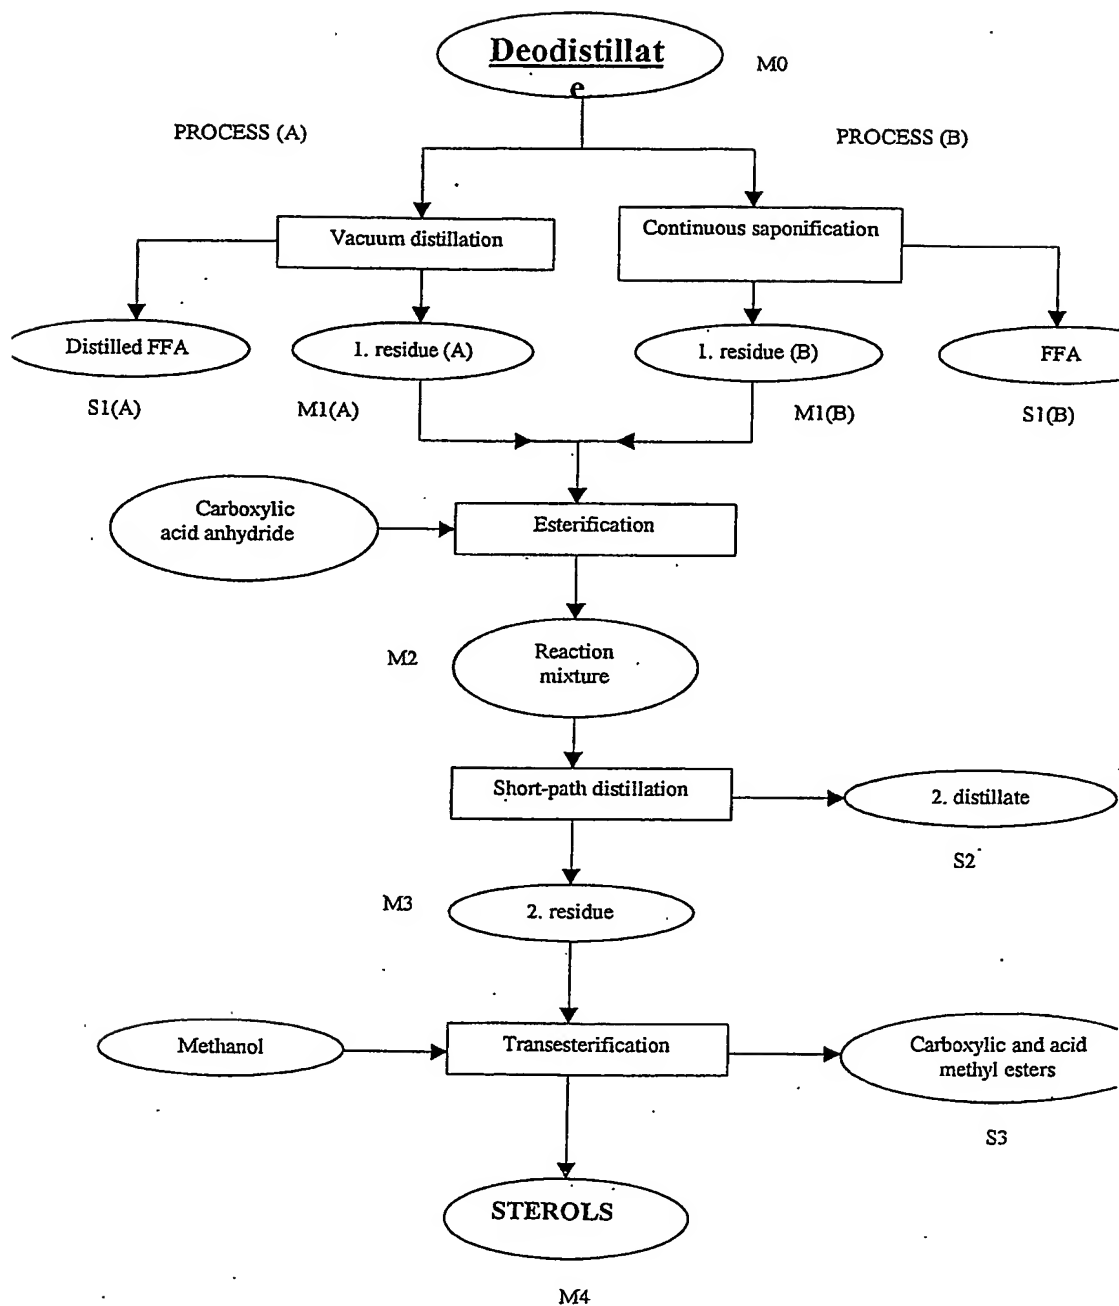 Deodistillat
e
M0
PROCESS (A)
PROCESS (B)
Vacuum distillation
Continuous saponification
Distilled FFA
1. residue (A)
1. residue (B)
FFA
S1(A)
M1(A)
M1(B)
S1(B)
Carboxylic
acid anhydride
Esterification
M2
Reaction
mixture
Short-path distillation
2. distillate
S2
M3
2. residue
Methanol
Transesterification
Carboxylic and acid
methyl esters
S3
STEROLS
M4